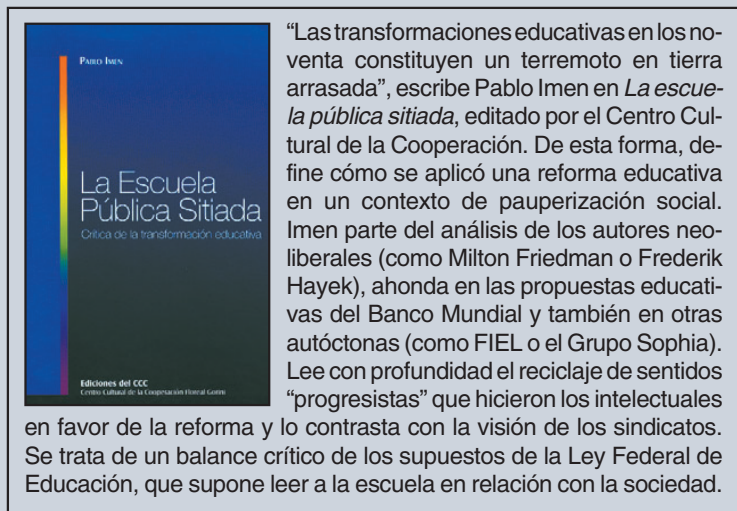 PABLO IMEN
La Escuela
Pública Sitiada
Crítica de la transformación educativa
Ediciones del CCC
Centro Cultural de la Cooperación Floreal Gorini
“Las transformaciones educativas en los no-
venta constituyen un terremoto en tierra
arrasada”, escribe Pablo Imen en La escue-
la pública sitiada, editado por el Centro Cul-
tural de la Cooperación. De esta forma, de-
fine cómo se aplicó una reforma educativa
en un contexto de pauperización social.
Imen parte del análisis de los autores neo-
liberales (como Milton Friedman o Frederik
Hayek), ahonda en las propuestas educati-
vas del Banco Mundial y también en otras
autóctonas (como FIEL o el Grupo Sophia).
Lee con profundidad el reciclaje de sentidos
“progresistas” que hicieron los intelectuales
en favor de la reforma y lo contrasta con la visión de los sindicatos.
Se trata de un balance crítico de los supuestos de la Ley Federal de
Educación, que supone leer a la escuela en relación con la sociedad.